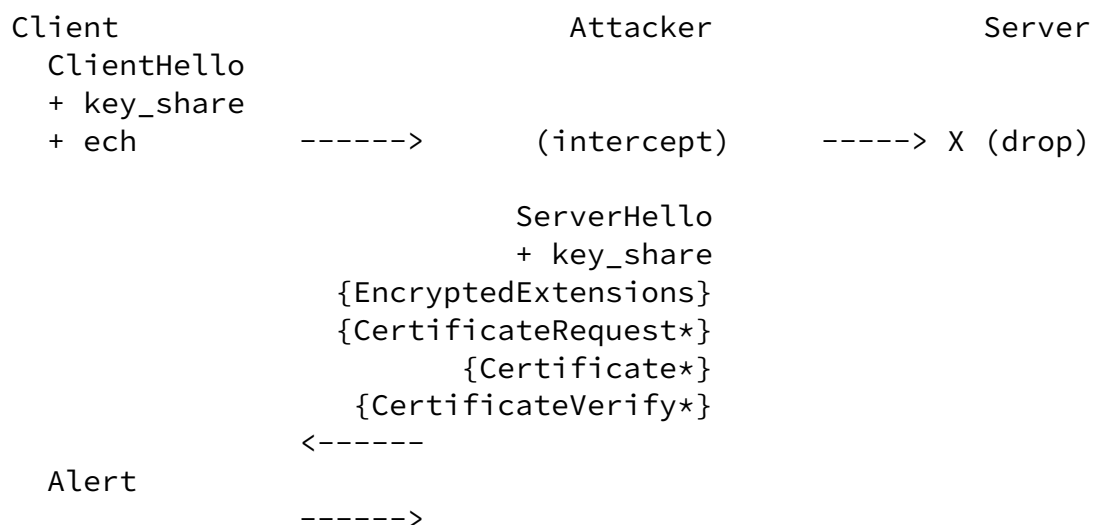 Client                        Attacker               Server
  ClientHello
  + key_share
  + ech         ------>      (intercept)     -----> X (drop)
                             ServerHello
                             + key_share
                   {EncryptedExtensions}
                   {CertificateRequest*}
                          {Certificate*}
                    {CertificateVerify*}
                <------
  Alert
                ------>